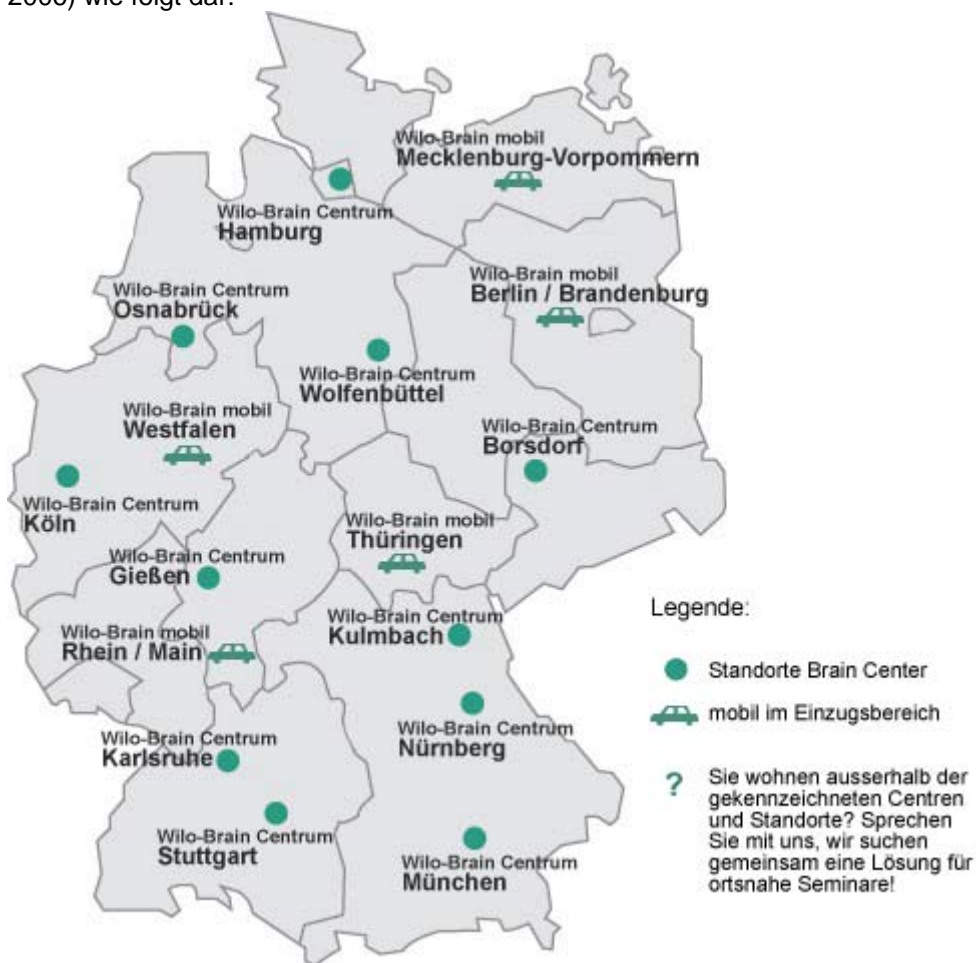 2006) wie folgt dar:
Wilo-Brain mobil
Mecklenburg-Vorpommern
Wilo-Brain Centrum
Hamburg
Wilo-Brain mobil
Berlin / Brandenburg
Wilo-Brain Centrum
Osnabrück
Wilo-Brain Centrum
Wolfenbüttel
Wilo-Brain mobil
Westfalen
Wilo-Brain Centrum
Borsdorf
Wilo-Brain Centrum
Köln
Wilo-Brain mobil
Thüringen
Wilo-Brain Centrum
Gießen
Wilo-Brain Centrum
Kulmbach
Wilo-Brain mobil
Rhein / Main
Wilo-Brain Centrum
Nürnberg
Wilo-Brain Centrum
Karlsruhe
Wilo-Brain Centrum
Stuttgart
Wilo-Brain Centrum
München
Legende:
Standorte Brain Center
mobil im Einzugsbereich
? Sie wohnen ausserhalb der
gekennzeichneten Centren
und Standorte? Sprechen
Sie mit uns, wir suchen
gemeinsam eine Lösung für
ortsnahe Seminare!